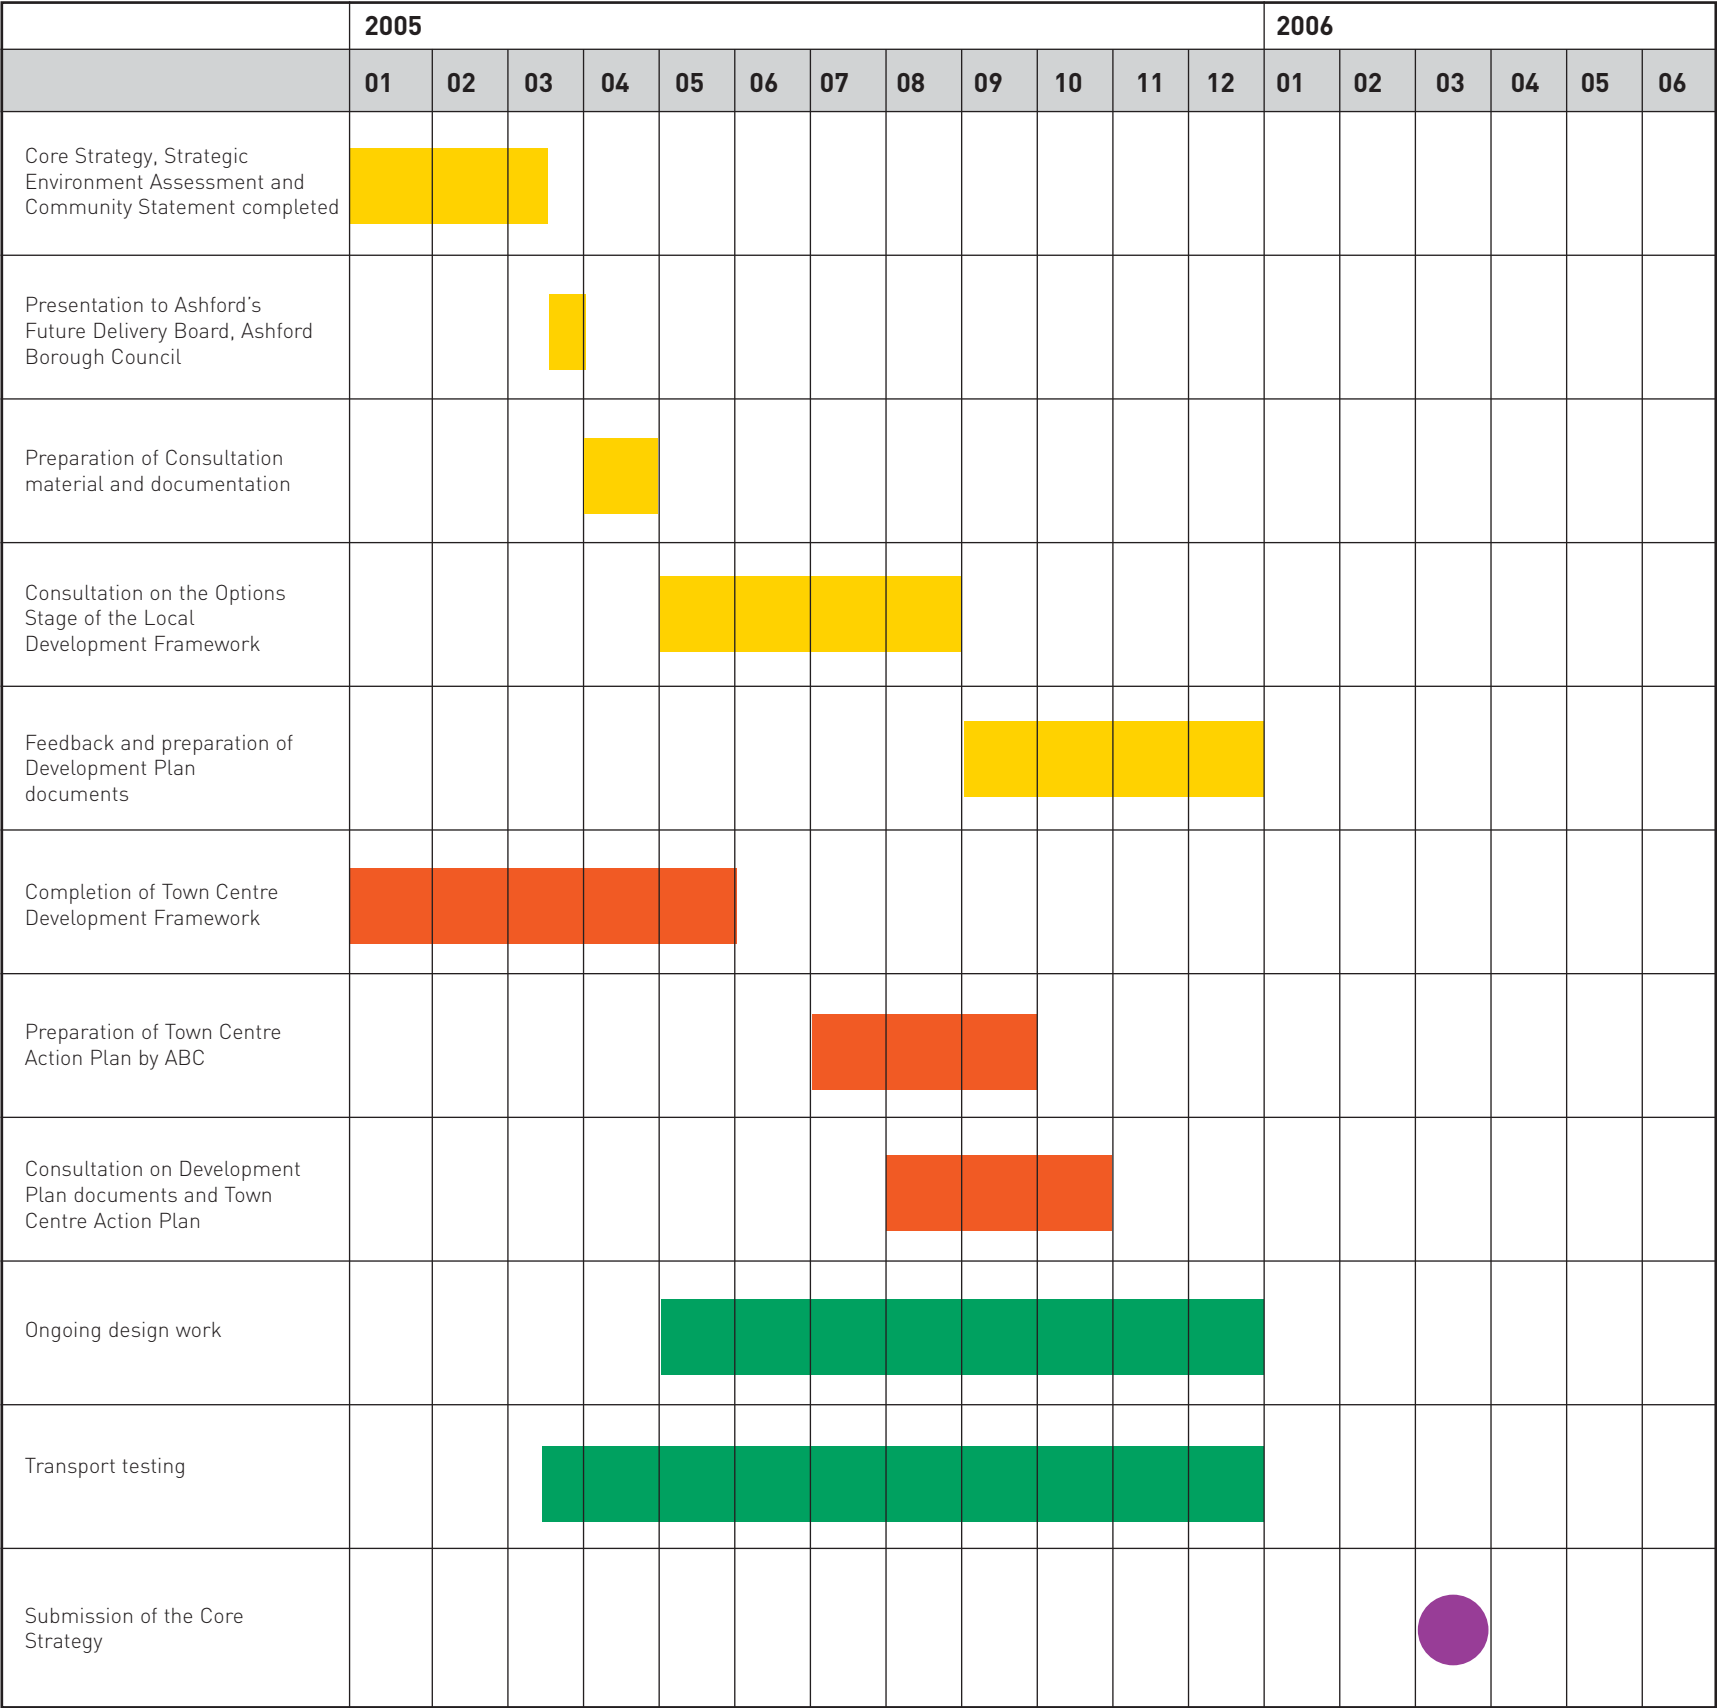 2005 2006
01 02 03 04 05 06 07 08 09 10 11 12 01 02 03 04 05 06
Core Strategy, Strategic
Environment Assessment and
Community Statement completed
Presentation to Ashford's
Future Delivery Board, Ashford
Borough Council
Preparation of Consultation
material and documentation
Consultation on the Options
Stage of the Local
Development Framework
Feedback and preparation of
Development Plan
documents
Completion of Town Centre
Development Framework
Preparation of Town Centre
Action Plan by ABC
Consultation on Development
Plan documents and Town
Centre Action Plan
Ongoing design work
Transport testing
Submission of the Core
Strategy